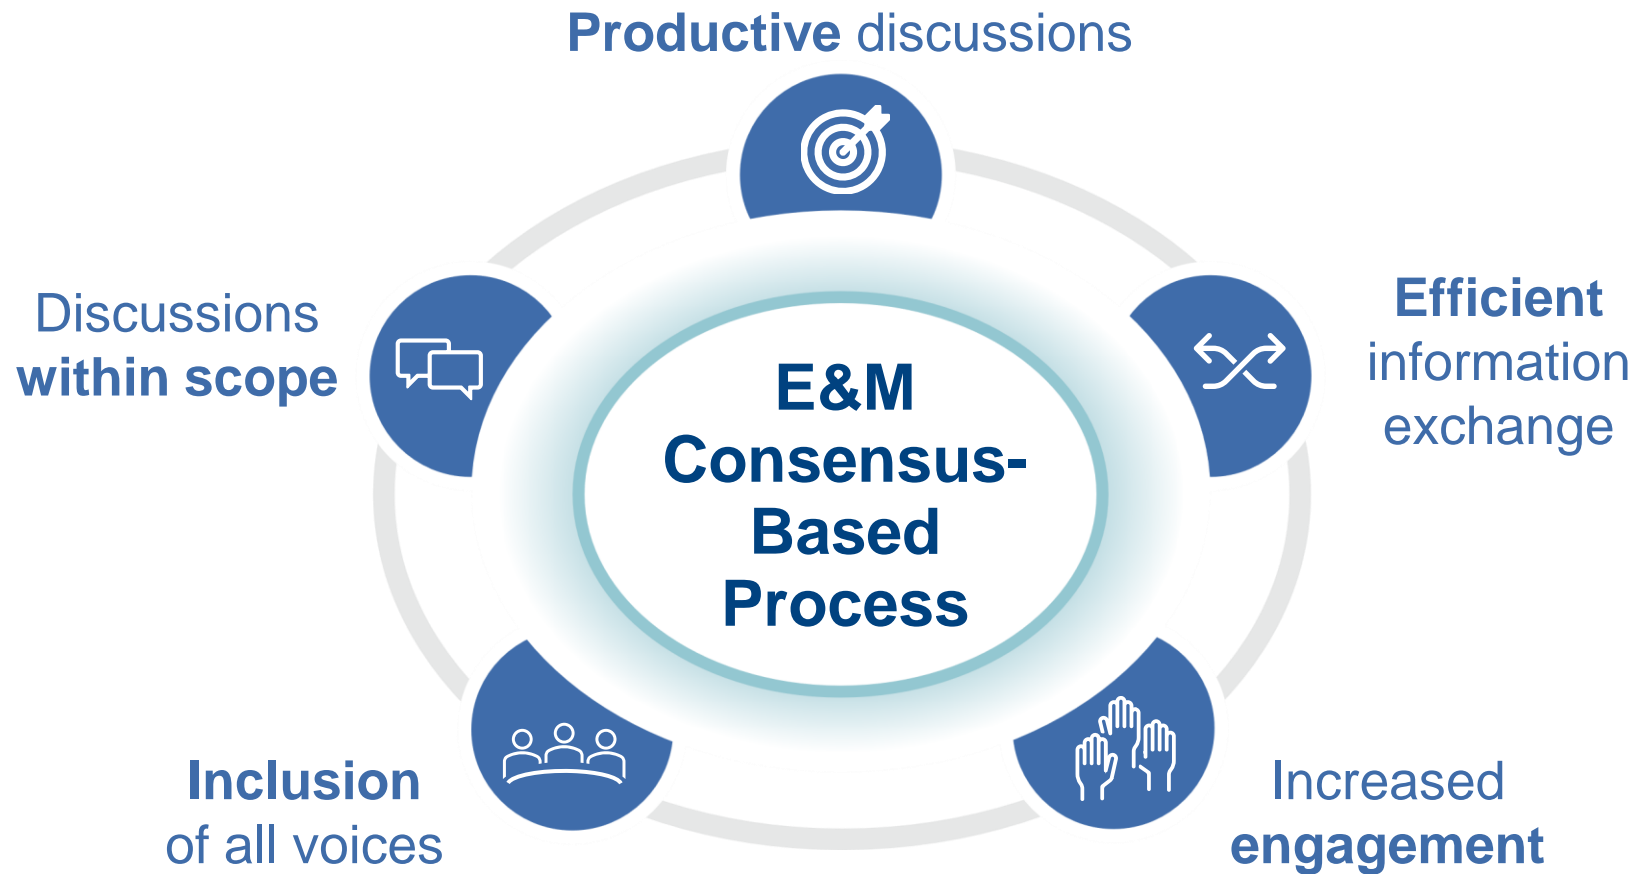 Productive discussions
Discussions
within scope
Efficient
information
exchange
E&M
Consensus-
Based
Process
Inclusion
of all voices
Increased
engagement